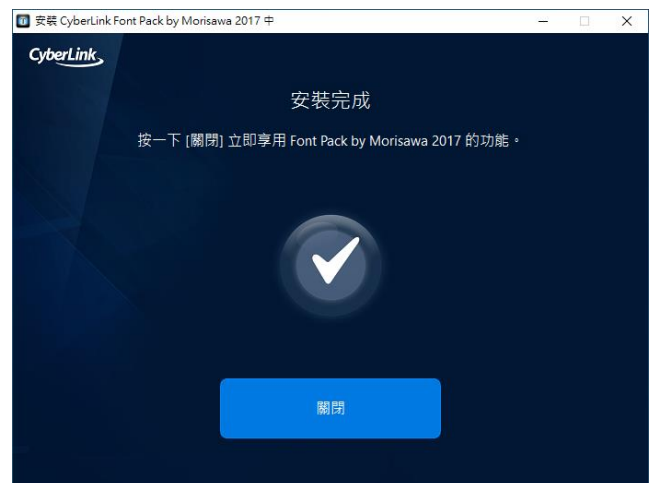 安裝 CyberLink Font Pack by Morisawa 2017 中
CyberLink
安裝完成
按一下 [關閉] 立即享用 Font Pack by Morisawa 2017 的功能。
關閉